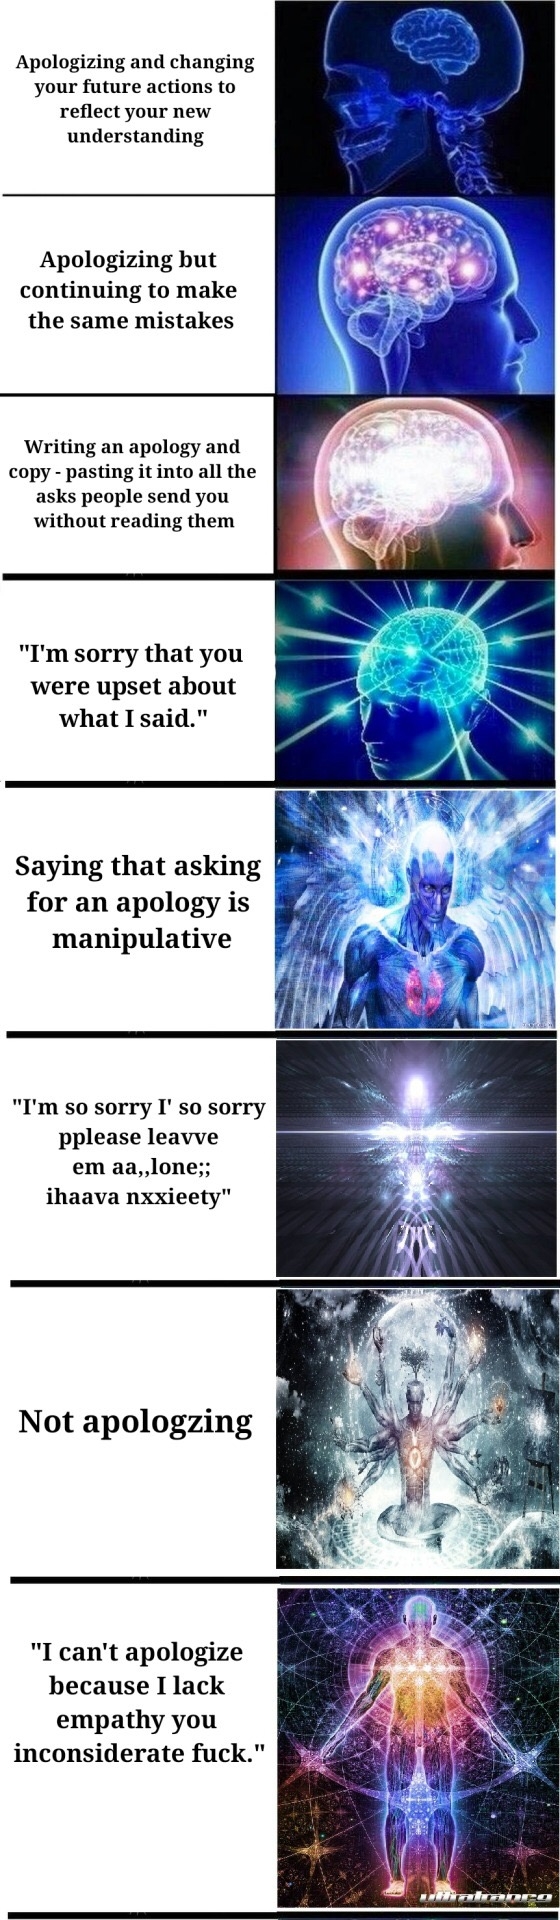 Apologizing and changing
your future actions to
reflect your new
understanding
Apologizing but
continuing to make
the same mistakes
Writing an apology and
copy - pasting it into all the
asks people send you
without reading them
"I'm sorry that you
were upset about
what I said."
Saying that asking
for an apology is
manipulative
"I'm so sorry I' so sorry
pplease leavve
em aa,,lone;;
ihaava nxxieety"
Not apologzing
"I can't apologize
because I lack
empathy you
inconsiderate fuck."